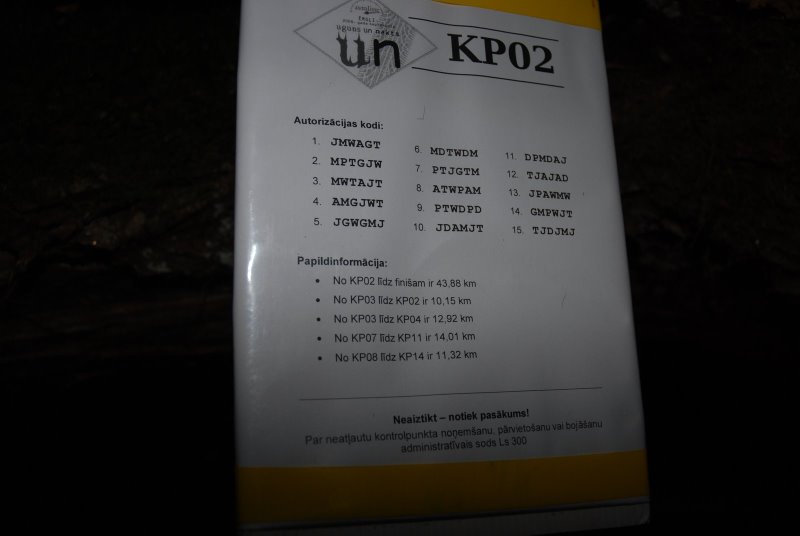 ĒRGĻI
uguns un nakts
un
KP02
Autorizācijas kodi:
1. JMWAGT
2. MPTGJW
3. MWTAJT
4. AMGJWT
5. JGWGMJ
6. MDTWDM
7. PTJGTM
8. ATWPAM
9. PTWDPD
10. JDAMJT
11. DPMDAJ
12. TJAJAD
13. JPAWMW
14. GMPWJT
15. TJDJMJ
Papildinformācija:
• No KP02 līdz finišam ir 43,88 km
• No KP03 līdz KP02 ir 10,15 km
• No KP03 līdz KP04 ir 12,92 km
• No KP07 līdz KP11 ir 14,01 km
• No KP08 līdz KP14 ir 11,32 km
Neaiztikt – notiek pasākums!
Par neatļautu kontrolpunkta noņemšanu, pārvietošanu vai bojāšanu
administratīvais sods Ls 300